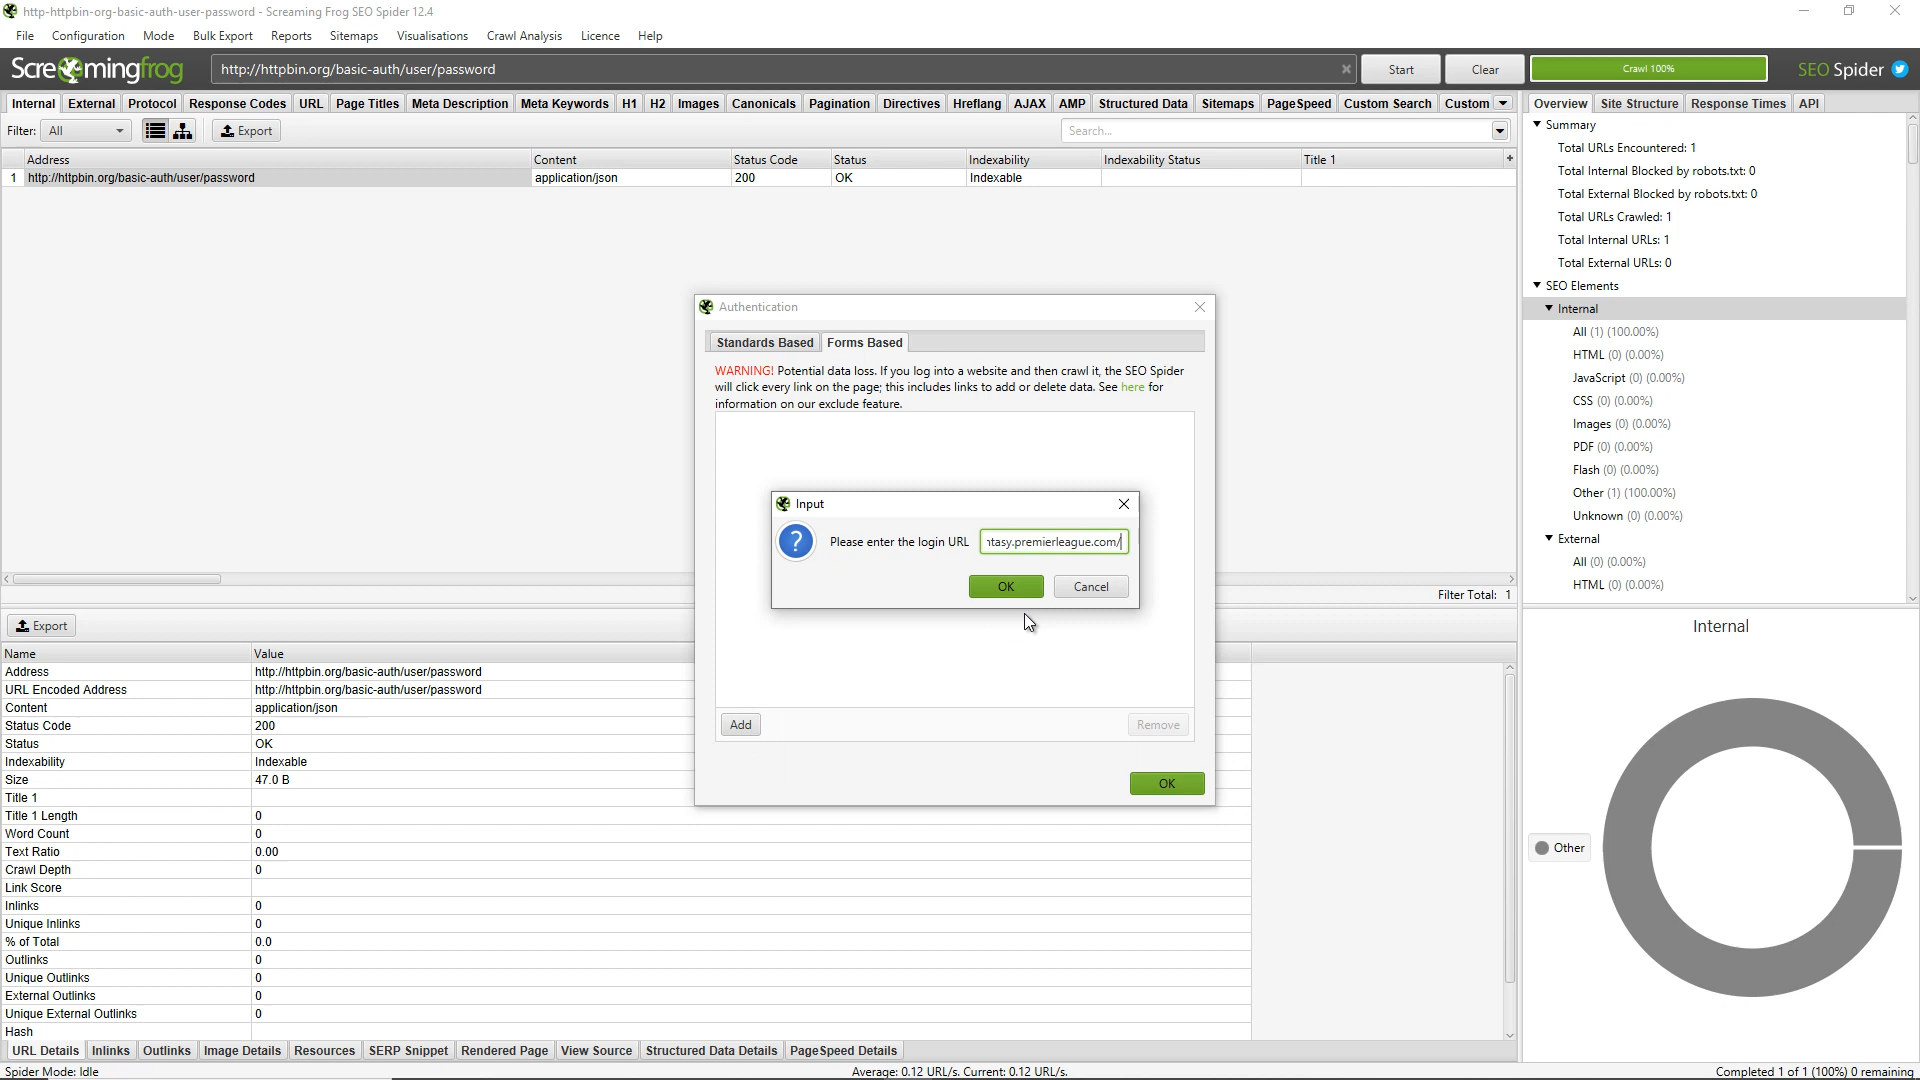 http-httpbin-org-basic-auth-user-password - Screaming Frog SEO Spider 12.4
File Configuration Mode Bulk Export Reports Sitemaps Visualisations Crawl Analysis Licence Help
Screamingfrog http://httpbin.org/basic-auth/user/password Start Clear Crawl 100% SEO Spider
Internal External Protocol Response Codes URL Page Titles Meta Description Meta Keywords H1 H2 Images Canonicals Pagination Directives Hreflang AJAX AMP Structured Data Sitemaps PageSpeed Custom Search Custom
Filter: All Export Search...
Address Content Status Code Status Indexability Indexability Status Title 1 +
1 http://httpbin.org/basic-auth/user/password application/json 200 OK Indexable
Filter Total: 1
Authentication
Standards Based Forms Based
WARNING! Potential data loss. If you log into a website and then crawl it, the SEO Spider
will click every link on the page; this includes links to add or delete data. See here for
information on our exclude feature.
Input
? Please enter the login URL ntasy.premierleague.com/
OK Cancel
Add Remove
OK
Export
Name Value
Address http://httpbin.org/basic-auth/user/password
URL Encoded Address http://httpbin.org/basic-auth/user/password
Content application/json
Status Code 200
Status OK
Indexability Indexable
Size 47.0 B
Title 1
Title 1 Length 0
Word Count 0
Text Ratio 0.00
Crawl Depth 0
Link Score
Inlinks 0
Unique Inlinks 0
% of Total 0.0
Outlinks 0
Unique Outlinks 0
External Outlinks 0
Unique External Outlinks 0
Hash
URL Details Inlinks Outlinks Image Details Resources SERP Snippet Rendered Page View Source Structured Data Details PageSpeed Details
Overview Site Structure Response Times API
Summary
Total URLs Encountered: 1
Total Internal Blocked by robots.txt: 0
Total External Blocked by robots.txt: 0
Total URLs Crawled: 1
Total Internal URLs: 1
Total External URLs: 0
SEO Elements
Internal
All (1) (100.00%)
HTML (0) (0.00%)
JavaScript (0) (0.00%)
CSS (0) (0.00%)
Images (0) (0.00%)
PDF (0) (0.00%)
Flash (0) (0.00%)
Other (1) (100.00%)
Unknown (0) (0.00%)
External
All (0) (0.00%)
HTML (0) (0.00%)
Internal
Other
Spider Mode: Idle Average: 0.12 URL/s. Current: 0.12 URL/s. Completed 1 of 1 (100%) 0 remaining